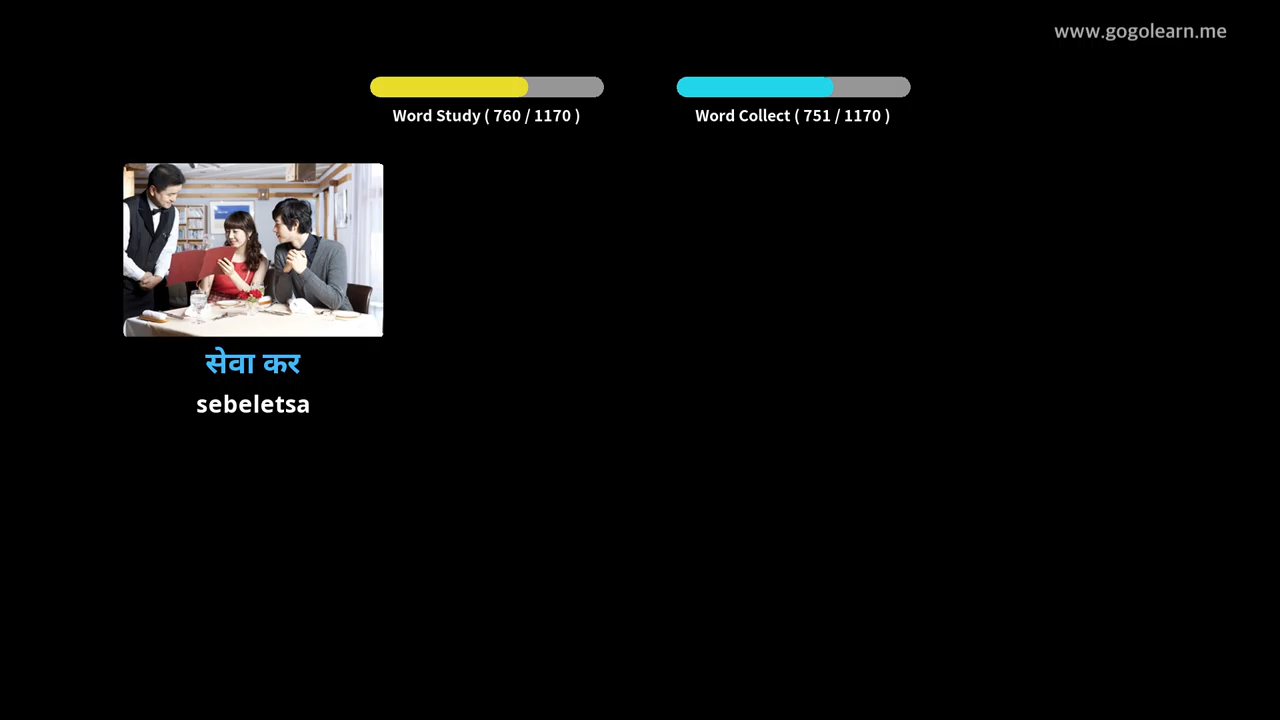 www.gogolearn.me
Word Study ( 760 / 1170 )
Word Collect ( 751 / 1170 )
सेवा कर
sebeletsa